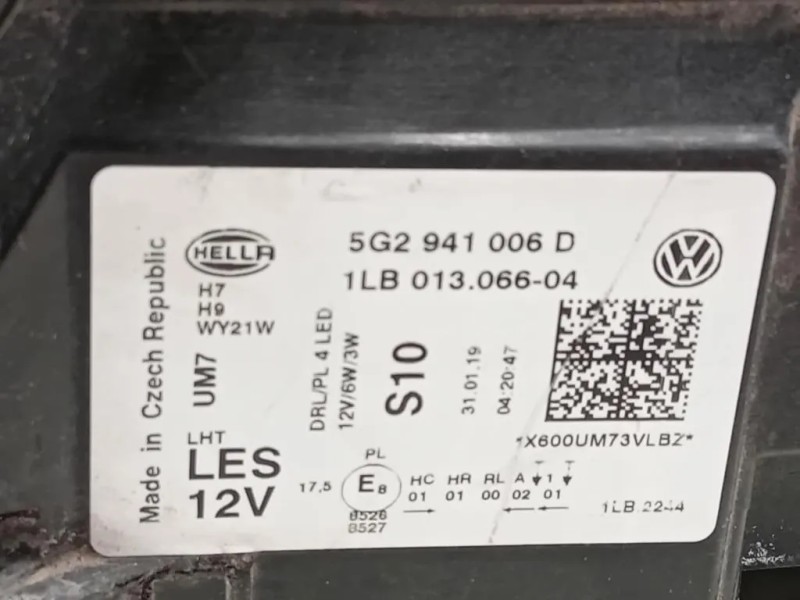 HELLA
5G2 941 006 D
1LB 013.066-04
VW
H7
H9
WY21W
UM7
LHT
LES
12V
Made in Czech Republic
DRL/PL 4 LED
12V/6W/3W
S10
31.01.19
04:20:47
*X600UM73VLBZ*
PL
17,5 E8 HC HR RL A 1
01 01 00 02 01
8526
8527
1LB.2244